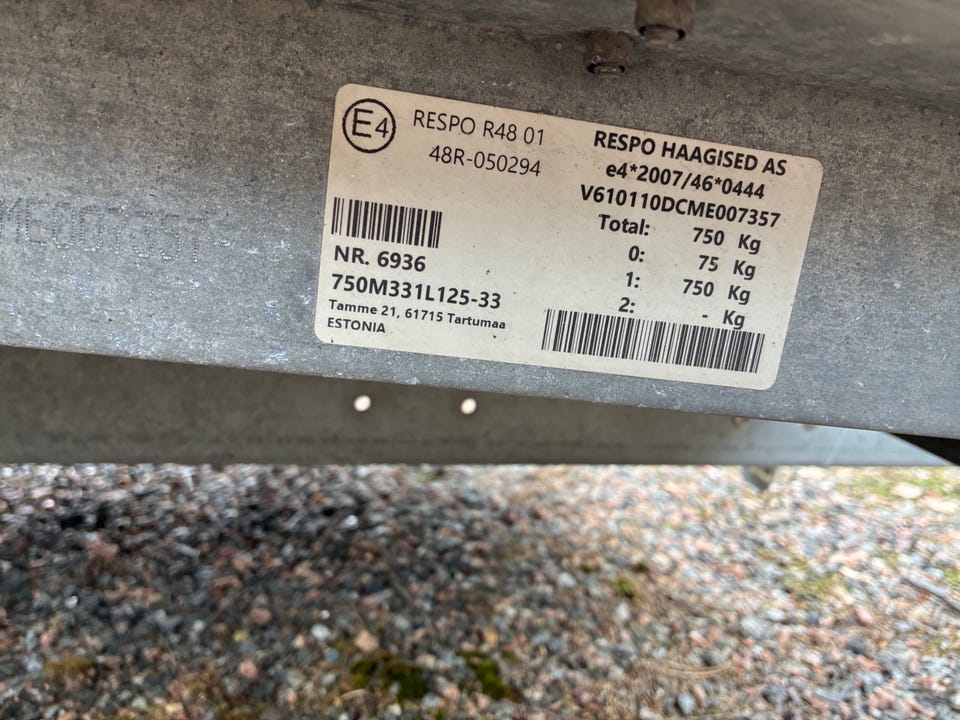 E4
RESPO R48 01
48R-050294
NR. 6936
750M331L125-33
Tamme 21, 61715 Tartumaa
ESTONIA
RESPO HAAGISED AS
e4*2007/46*0444
V610110DCME007357
Total: 750 Kg
0: 75 Kg
1: 750 Kg
2: - Kg